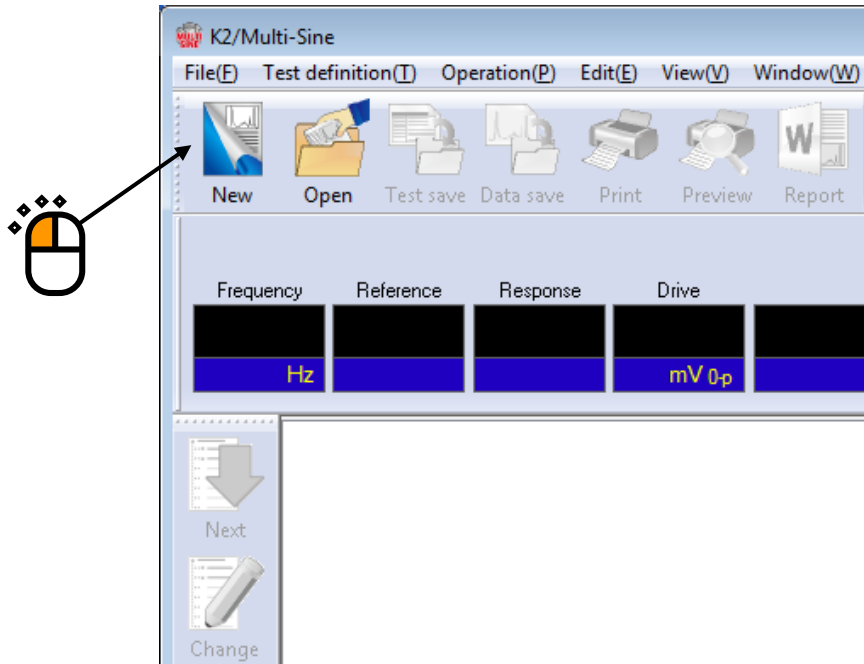 K2/Multi-Sine
File(F) Test definition(T) Operation(P) Edit(E) View(V) Window(W)
New Open Test save Data save Print Preview Report
Frequency Reference Response Drive
Hz mV 0-p
Next
Change